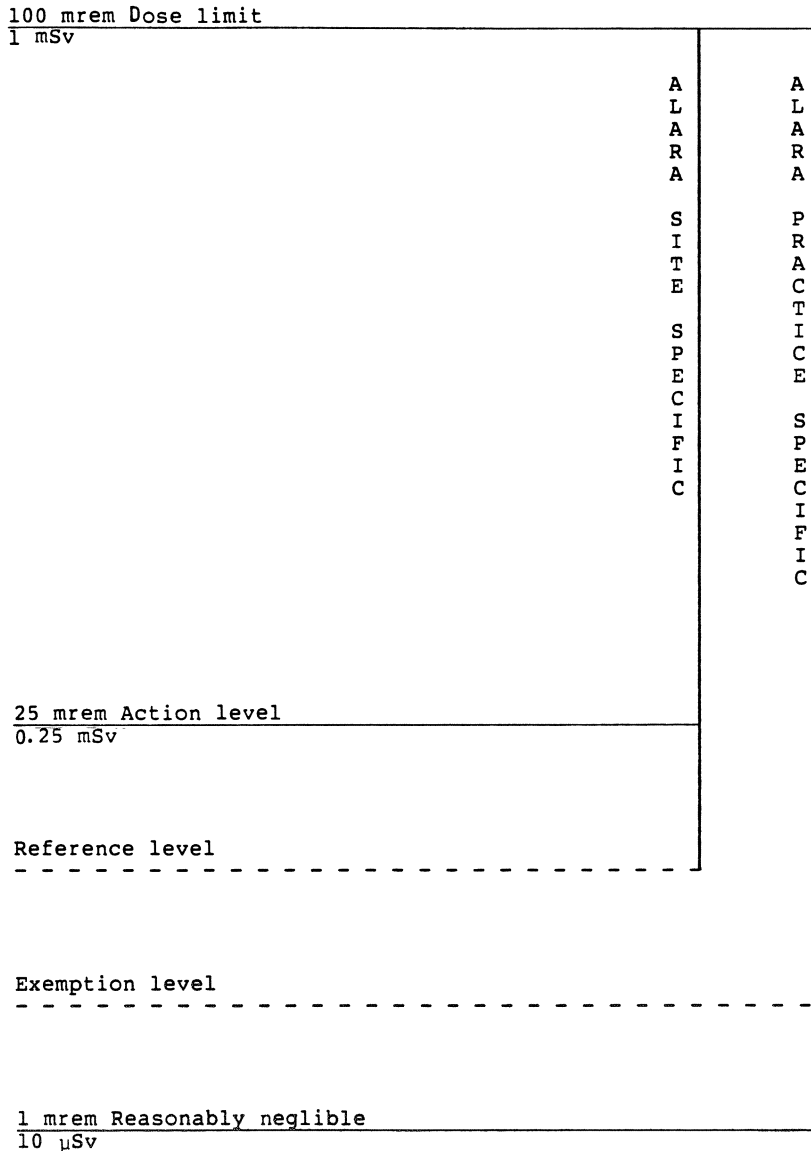 100 mrem Dose limit
1 mSv
ALARA SITE SPECIFIC
ALARA PRACTICE SPECIFIC
25 mrem Action level
0.25 mSv
Reference level
Exemption level
1 mrem Reasonably neglible
10 µSv